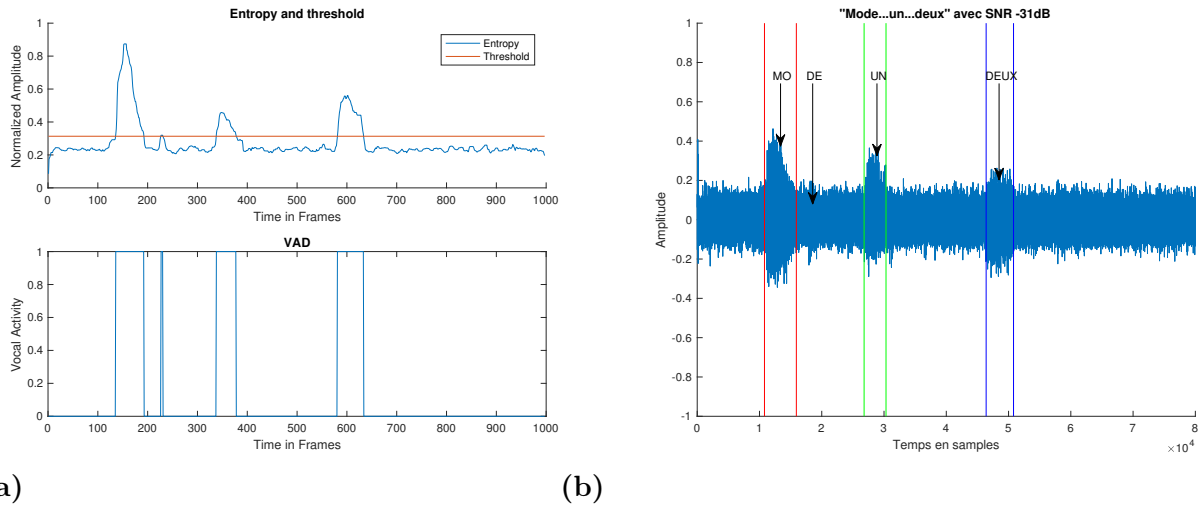 Entropy and threshold
Normalized Amplitude
1
0.8
0.6
0.4
0.2
0
Entropy
Threshold
0 100 200 300 400 500 600 700 800 900 1000
Time in Frames
VAD
Vocal Activity
1
0.8
0.6
0.4
0.2
0
0 100 200 300 400 500 600 700 800 900 1000
Time in Frames
a)
"Mode...un...deux" avec SNR -31dB
Amplitude
1
0.8
0.6
0.4
0.2
0
-0.2
-0.4
-0.6
-0.8
-1
MO DE UN DEUX
0 1 2 3 4 5 6 7 8
Temps en samples
×10^4
(b)